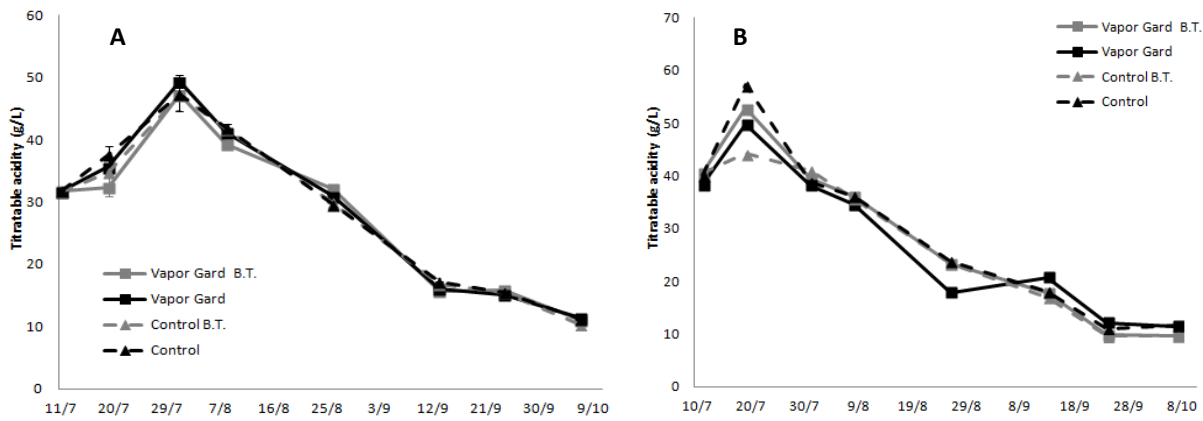 A
Titratable acidity (g/L)
60
50
40
30
20
10
0
Vapor Gard B.T.
Vapor Gard
Control B.T.
Control
11/7 20/7 29/7 7/8 16/8 25/8 3/9 12/9 21/9 30/9 9/10
B
Titratable acidity (g/L)
70
60
50
40
30
20
10
0
Vapor Gard B.T.
Vapor Gard
Control B.T.
Control
10/7 20/7 30/7 9/8 19/8 29/8 8/9 18/9 28/9 8/10